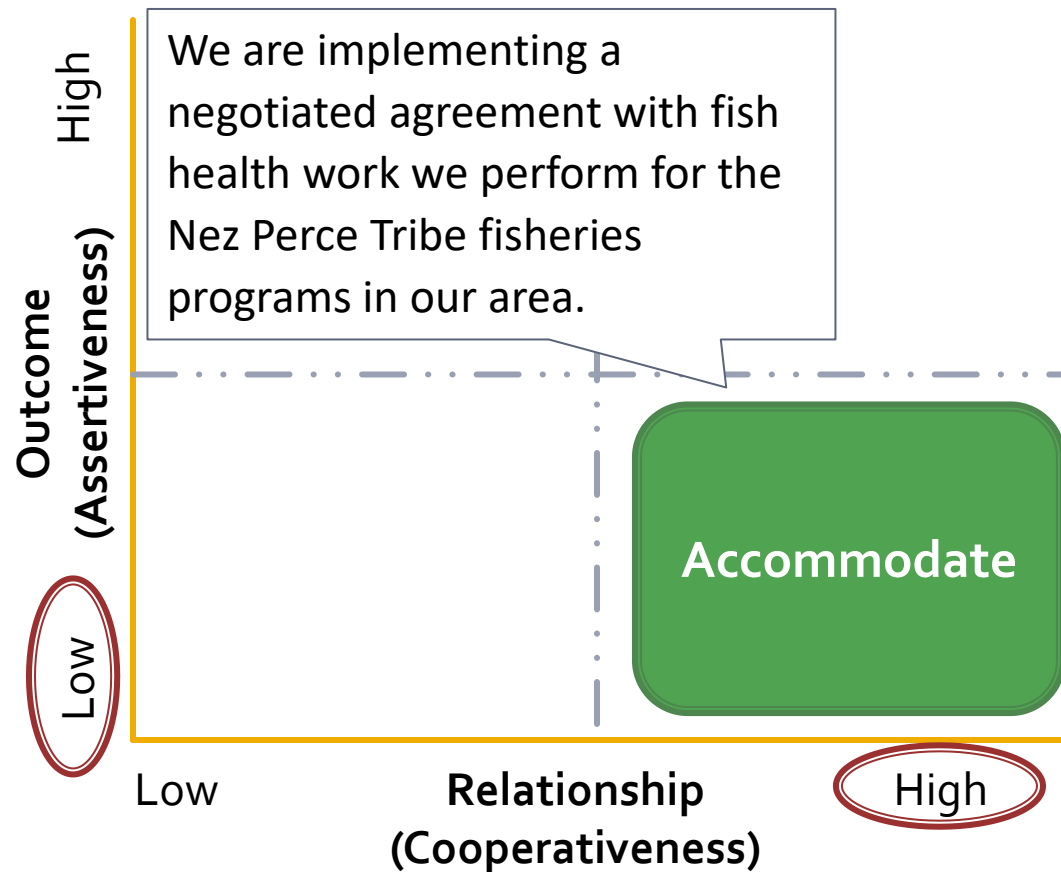 High
We are implementing a
negotiated agreement with fish
health work we perform for the
Nez Perce Tribe fisheries
programs in our area.
Outcome
(Assertiveness)
Accommodate
Low
Low
Relationship
(Cooperativeness)
High